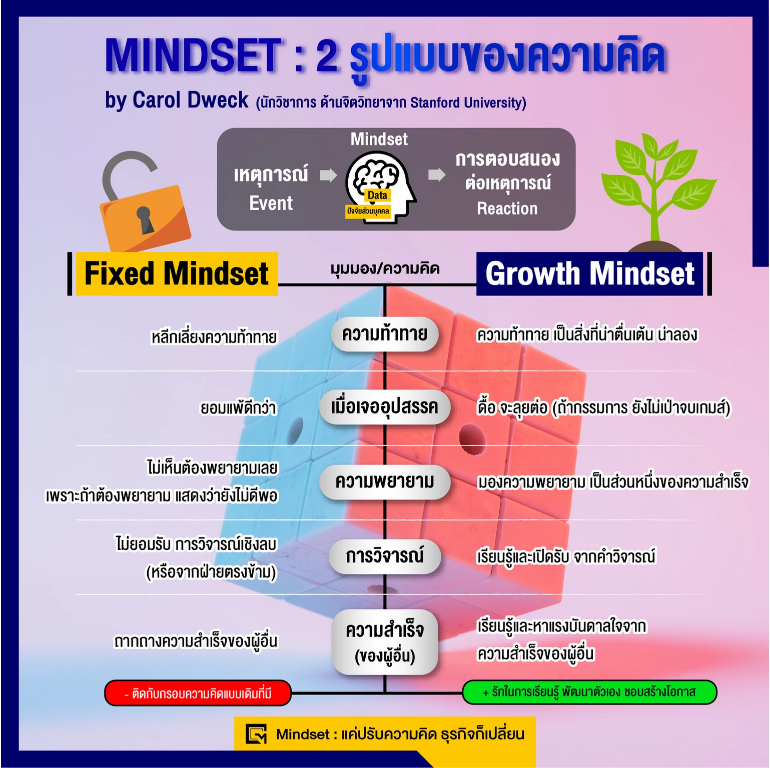 MINDSET : 2 รูปแบบของความคิด
by Carol Dweck (นักวิชาการ ด้านจิตวิทยาจาก Stanford University)
เหตุการณ์
Event
Mindset
Data
ปัจจัยส่วนบุคคล
การตอบสนอง
ต่อเหตุการณ์
Reaction
Fixed Mindset
มุมมอง/ความคิด
Growth Mindset
หลีกเลี่ยงความท้าทาย
ความท้าทาย
ความท้าทาย เป็นสิ่งที่น่าตื่นเต้น น่าลอง
ยอมแพ้ดีกว่า
เมื่อเจออุปสรรค
ดื้อ จะลุยต่อ (ถ้ากรรมการ ยังไม่เป่าจบเกมส์)
ไม่เห็นต้องพยายามเลย
เพราะถ้าต้องพยายาม แสดงว่ายังไม่ดีพอ
ความพยายาม
มองความพยายาม เป็นส่วนหนึ่งของความสำเร็จ
ไม่ยอมรับ การวิจารณ์เชิงลบ
(หรือจากฝ่ายตรงข้าม)
การวิจารณ์
เรียนรู้และเปิดรับ จากคำวิจารณ์
ถากถางความสำเร็จของผู้อื่น
ความสำเร็จ
(ของผู้อื่น)
เรียนรู้และหาแรงบันดาลใจจาก
ความสำเร็จของผู้อื่น
- ติดกับกรอบความคิดแบบเดิมที่มี
+ รักในการเรียนรู้ พัฒนาตัวเอง ชอบสร้างโอกาส
Mindset : แค่ปรับความคิด ธุรกิจก็เปลี่ยน